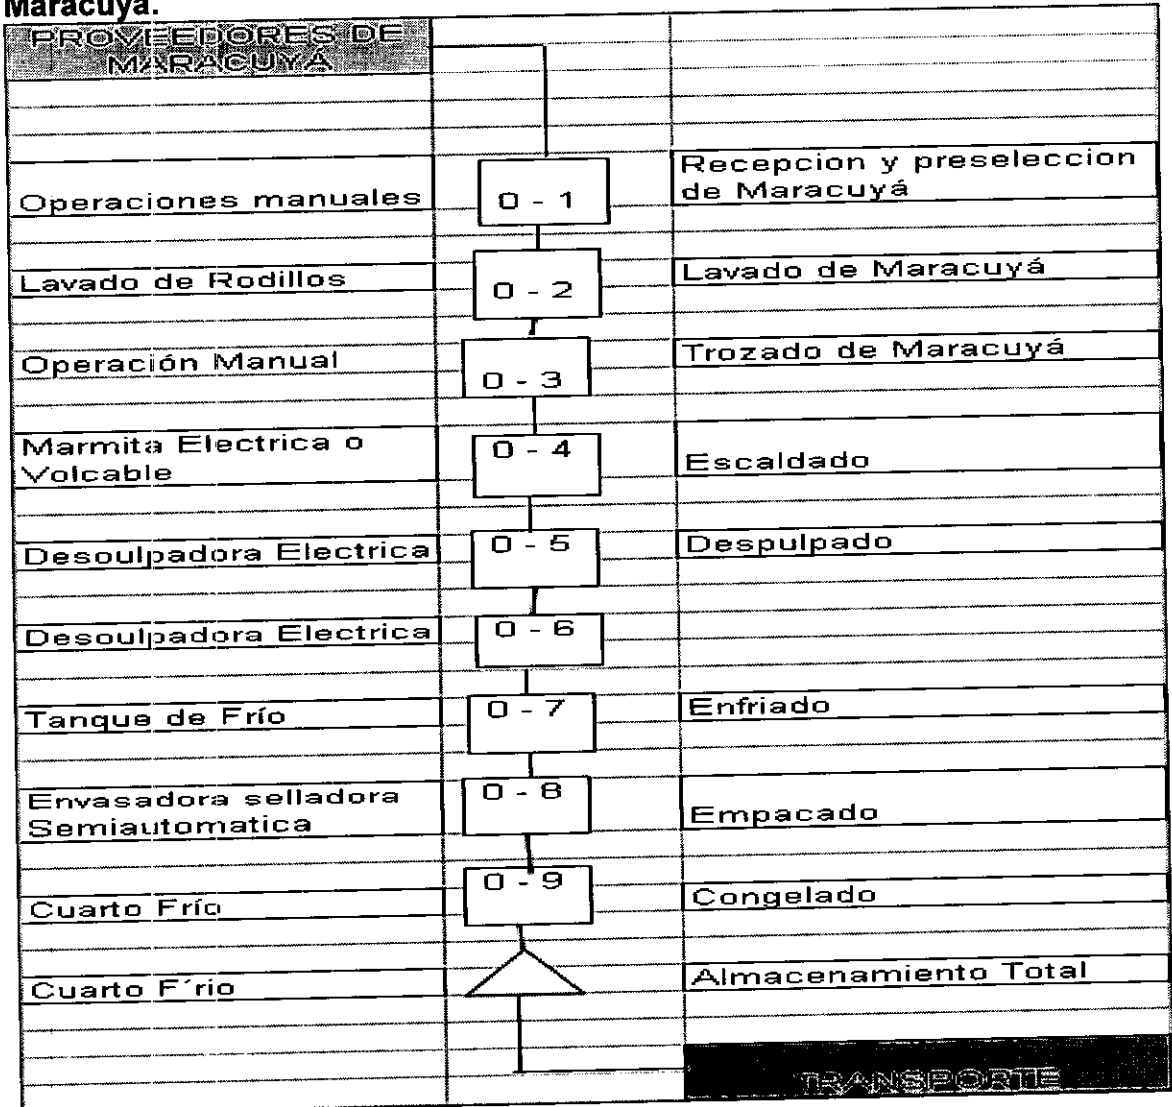 Maracuyá.
PROVEEDORES DE
MARACUYÁ
Operaciones manuales
0 - 1
Recepcion y preseleccion
de Maracuyá
Lavado de Rodillos
0 - 2
Lavado de Maracuyá
Operación Manual
0 - 3
Trozado de Maracuyá
Marmita Electrica o
Volcable
0 - 4
Escaldado
Desoulpadora Electrica
0 - 5
Despulpado
Desoulpadora Electrica
0 - 6
Tanque de Frío
0 - 7
Enfriado
Envasadora selladora
Semiautomatica
0 - 8
Empacado
Cuarto Frío
0 - 9
Congelado
Cuarto F´rio
Almacenamiento Total
TRANSPORTE